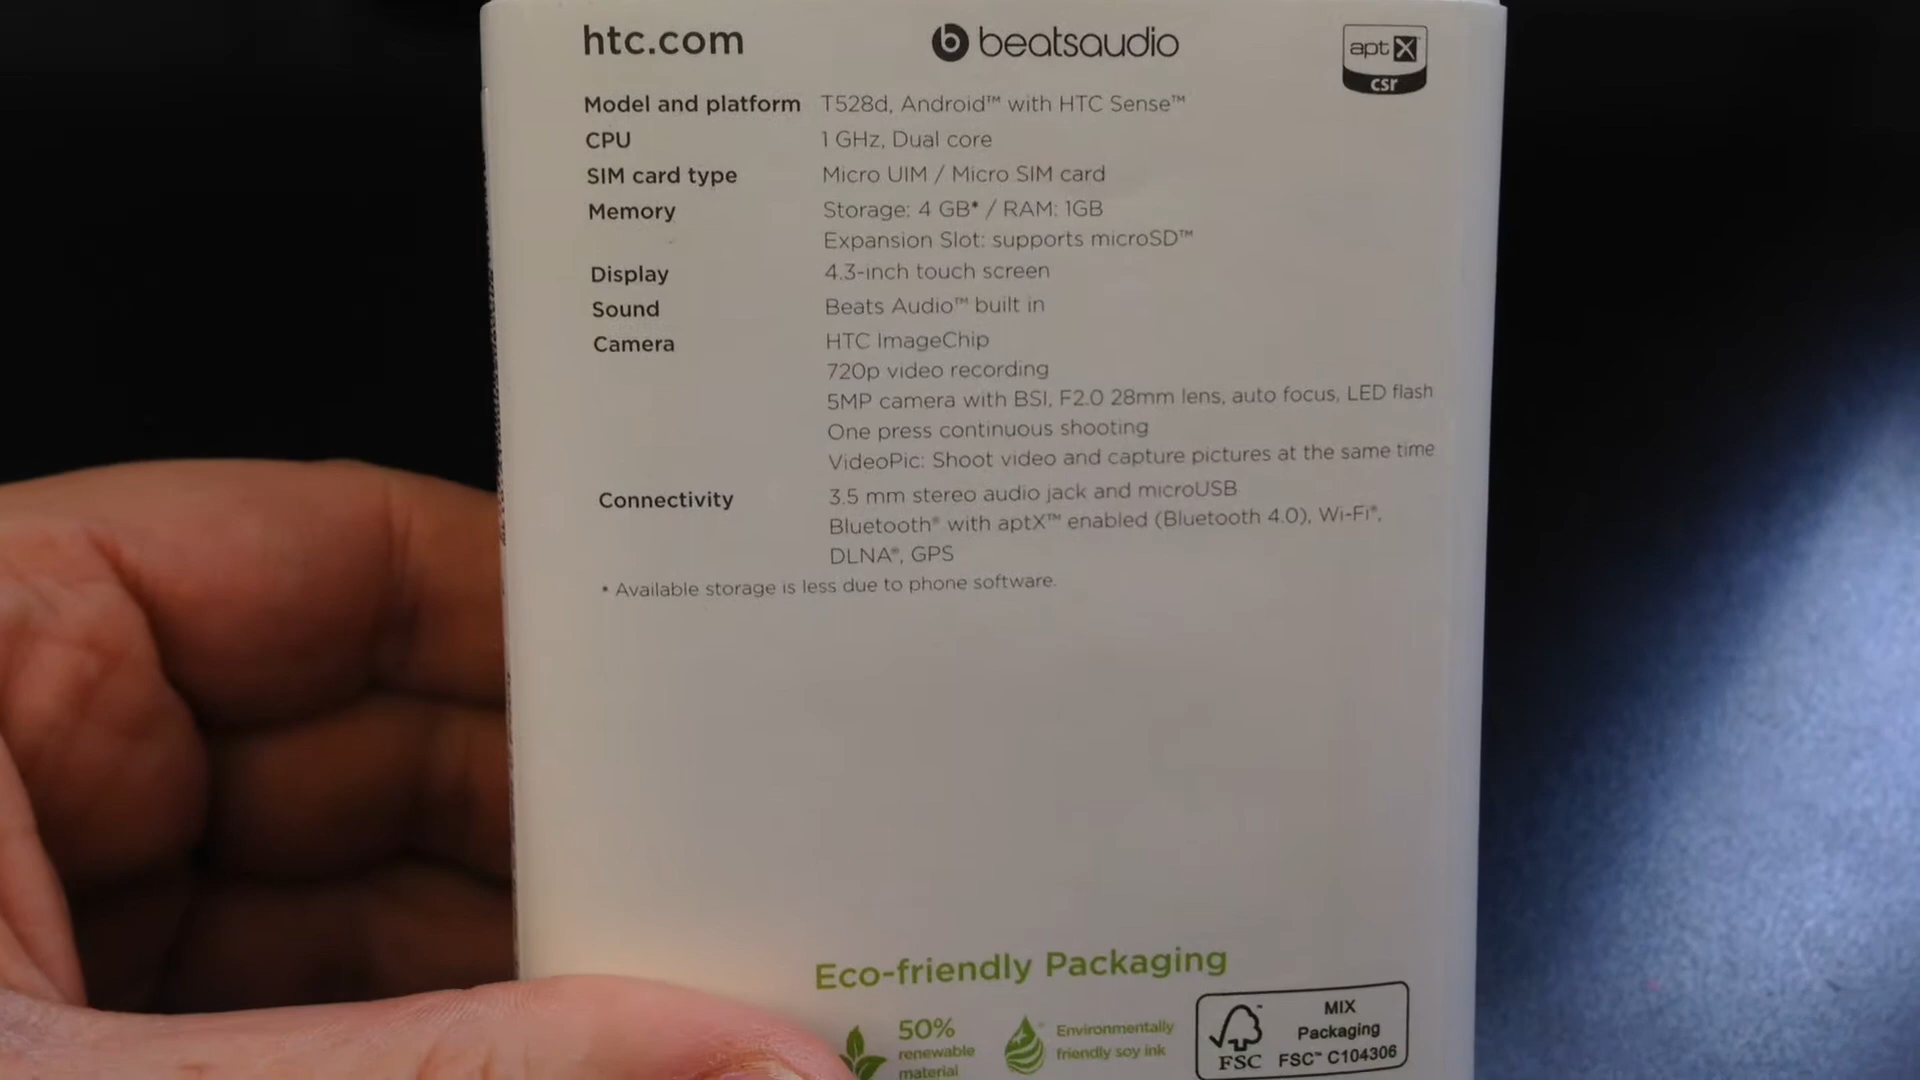 htc.com
beatsaudio
aptX
csr
Model and platform T528d, Android™ with HTC Sense™
CPU 1 GHz, Dual core
SIM card type Micro UIM / Micro SIM card
Memory Storage: 4 GB* / RAM: 1GB
Expansion Slot: supports microSD™
Display 4.3-inch touch screen
Sound Beats Audio™ built in
Camera HTC ImageChip
720p video recording
5MP camera with BSI, F2.0 28mm lens, auto focus, LED flash
One press continuous shooting
VideoPic: Shoot video and capture pictures at the same time
Connectivity 3.5 mm stereo audio jack and microUSB
Bluetooth® with aptX™ enabled (Bluetooth 4.0), Wi-Fi®,
DLNA®, GPS
* Available storage is less due to phone software.
Eco-friendly Packaging
50%
renewable
material
Environmentally
friendly soy ink
FSC
MIX
Packaging
FSC™ C104306